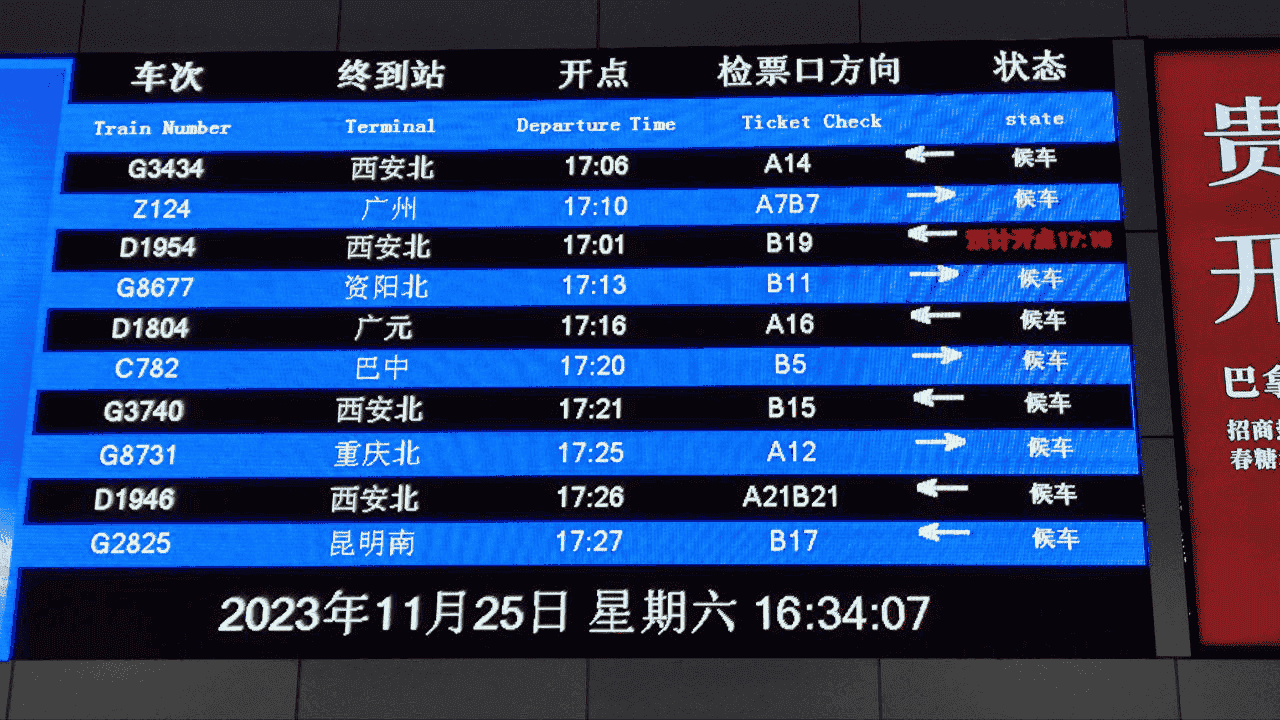 车次 终到站 开点 检票口方向 状态
Train Number Terminal Departure Time Ticket Check state
G3434 西安北 17:06 A14 ← 候车
Z124 广州 17:10 A7B7 → 候车
D1954 西安北 17:01 B19 ← 预计开点
G8677 资阳北 17:13 B11 → 候车
D1804 广元 17:16 A16 ← 候车
C782 巴中 17:20 B5 → 候车
G3740 西安北 17:21 B15 ← 候车
G8731 重庆北 17:25 A12 → 候车
D1946 西安北 17:26 A21B21 ← 候车
G2825 昆明南 17:27 B17 ← 候车
2023年11月25日 星期六 16:34:07
贵
开
巴拿
招商
春糖